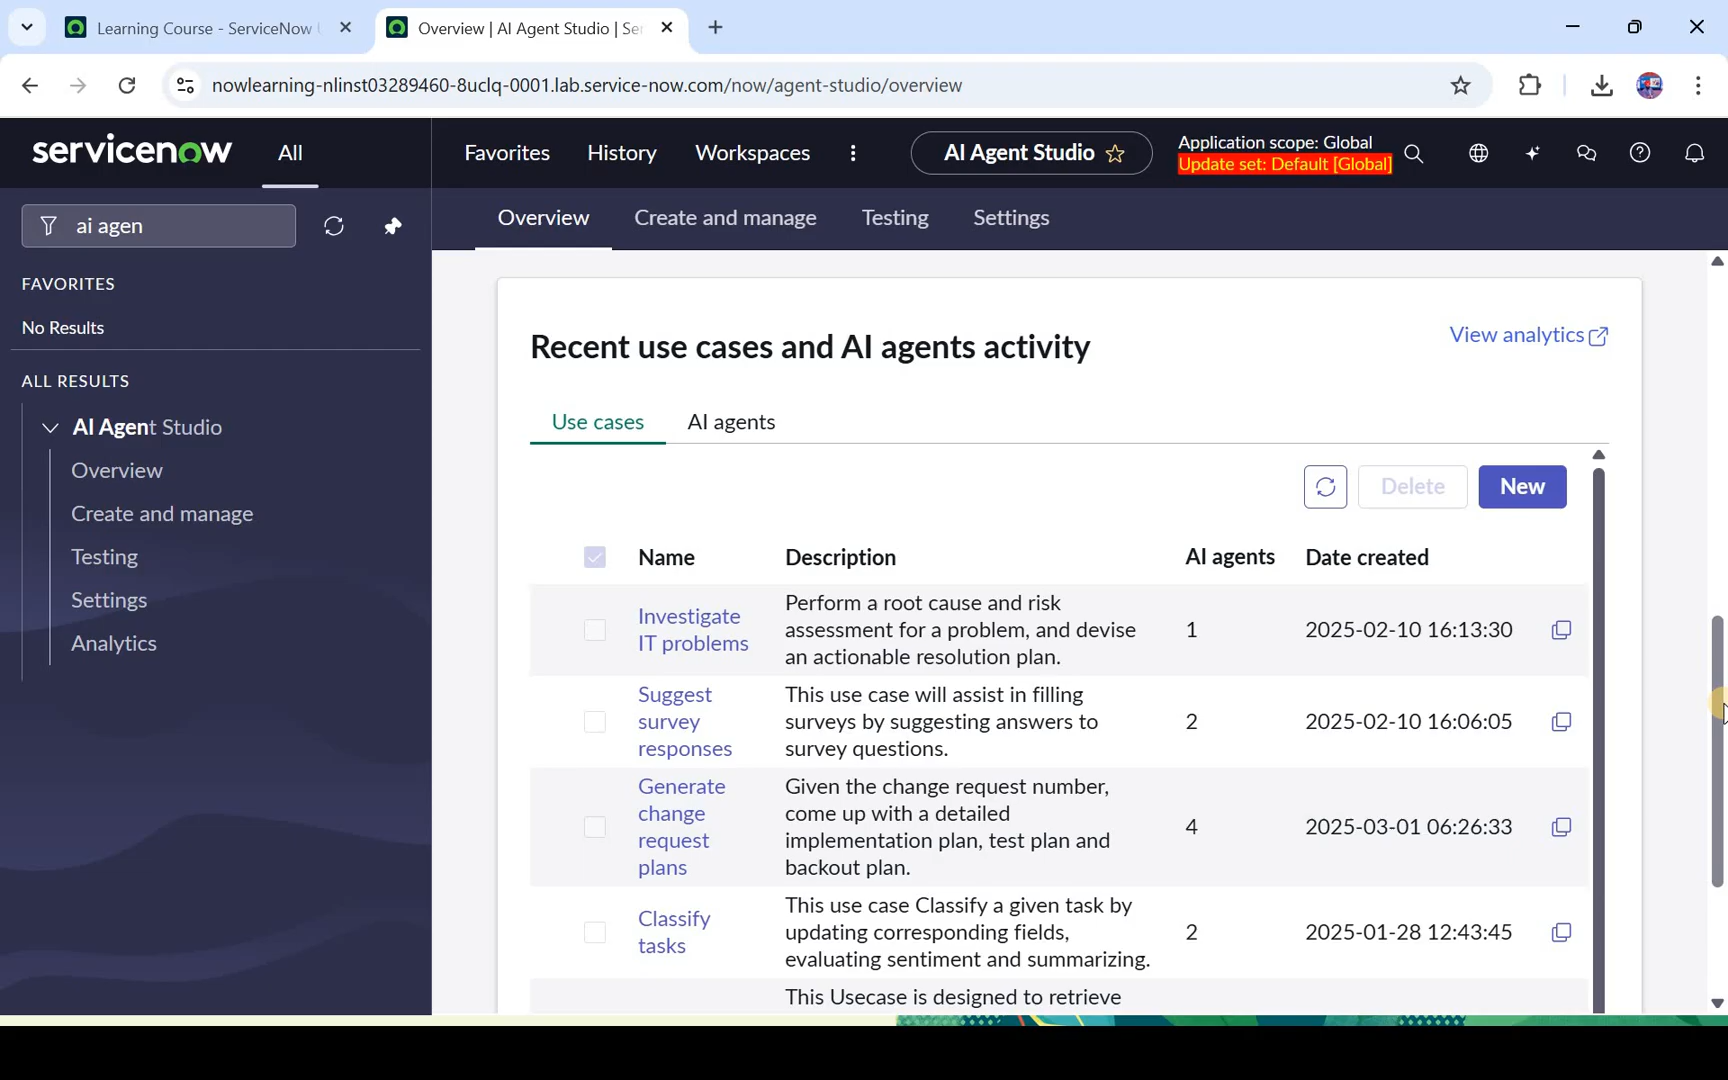 Learning Course - ServiceNow
Overview | AI Agent Studio | Se
nowlearning-nlinst03289460-8uclq-0001.lab.service-now.com/now/agent-studio/overview
servicenow
All
Favorites
History
Workspaces
AI Agent Studio
Application scope: Global
Update set: Default [Global]
ai agen
Overview
Create and manage
Testing
Settings
FAVORITES
No Results
ALL RESULTS
AI Agent Studio
Overview
Create and manage
Testing
Settings
Analytics
Recent use cases and AI agents activity
View analytics
Use cases
AI agents
Delete
New
Name
Description
AI agents
Date created
Investigate
IT problems
Perform a root cause and risk
assessment for a problem, and devise
an actionable resolution plan.
1
2025-02-10 16:13:30
Suggest
survey
responses
This use case will assist in filling
surveys by suggesting answers to
survey questions.
2
2025-02-10 16:06:05
Generate
change
request
plans
Given the change request number,
come up with a detailed
implementation plan, test plan and
backout plan.
4
2025-03-01 06:26:33
Classify
tasks
This use case Classify a given task by
updating corresponding fields,
evaluating sentiment and summarizing.
2
2025-01-28 12:43:45
This Usecase is designed to retrieve